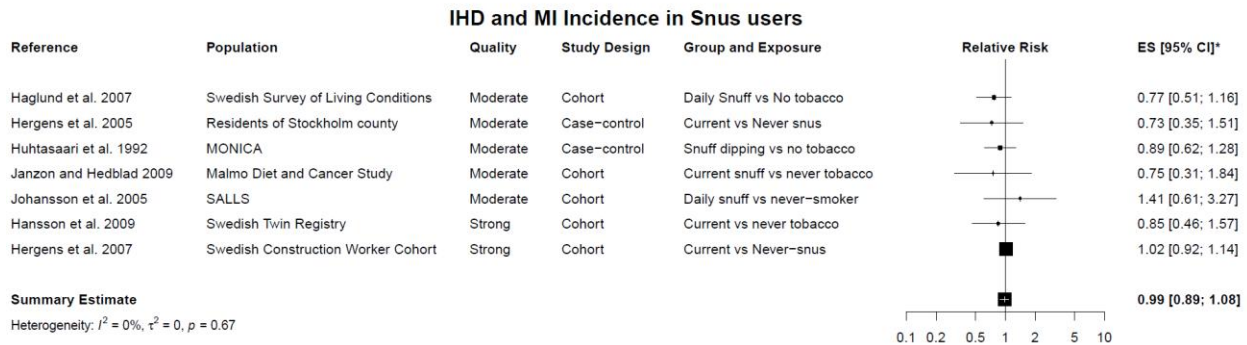 IHD and MI Incidence in Snus users
Reference Population Quality Study Design Group and Exposure Relative Risk ES [95% CI]*
Haglund et al. 2007 Swedish Survey of Living Conditions Moderate Cohort Daily Snuff vs No tobacco 0.77 [0.51; 1.16]
Hergens et al. 2005 Residents of Stockholm county Moderate Case−control Current vs Never snus 0.73 [0.35; 1.51]
Huhtasaari et al. 1992 MONICA Moderate Case−control Snuff dipping vs no tobacco 0.89 [0.62; 1.28]
Janzon and Hedblad 2009 Malmo Diet and Cancer Study Moderate Cohort Current snuff vs never tobacco 0.75 [0.31; 1.84]
Johansson et al. 2005 SALLS Moderate Cohort Daily snuff vs never−smoker 1.41 [0.61; 3.27]
Hansson et al. 2009 Swedish Twin Registry Strong Cohort Current vs never tobacco 0.85 [0.46; 1.57]
Hergens et al. 2007 Swedish Construction Worker Cohort Strong Cohort Current vs Never−snus 1.02 [0.92; 1.14]
Summary Estimate 0.99 [0.89; 1.08]
Heterogeneity: I² = 0%, τ² = 0, p = 0.67
0.1 0.2 0.5 1 2 5 10